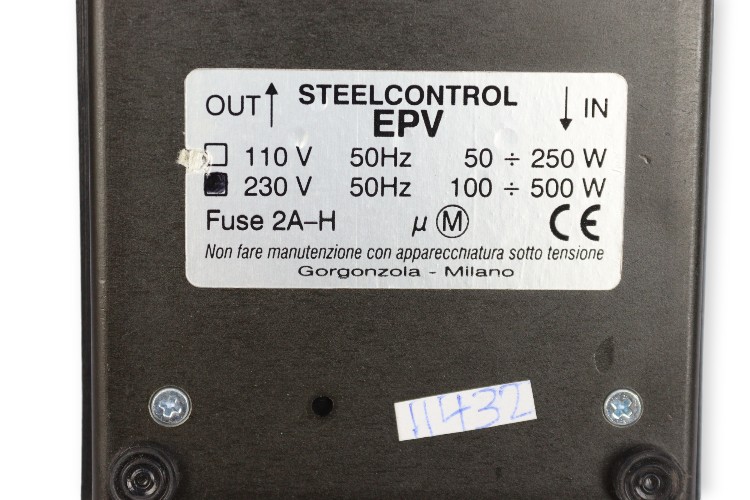 OUT↑ STEELCONTROL ↓ IN
EPV
☐ 110 V 50Hz 50 ÷ 250 W
■ 230 V 50Hz 100 ÷ 500 W
Fuse 2A–H µ Ⓜ CE
Non fare manutenzione con apparecchiatura sotto tensione
Gorgonzola - Milano
11432